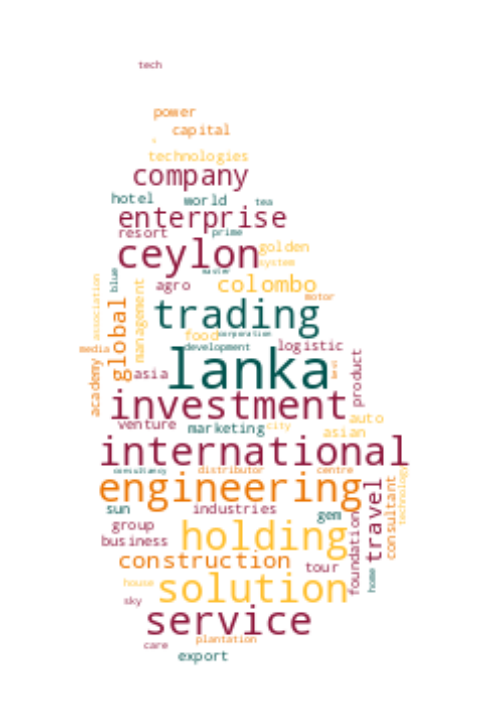 tech
power
capital
technologies
company
hotel world tea
enterprise
resort prime
ceylon golden
system
master
blue
association
agro colombo
motor
management
global
trading
food corporation
development logistic
media
lanka
asia
best
product
academy
investment
venture marketing city auto
asian
international
consultancy distributor centre
engineering
technology
consultant
travel
sun industries gem
foundation
group
holding
business
construction tour
home
house solution
sky
service
plantation
care
export